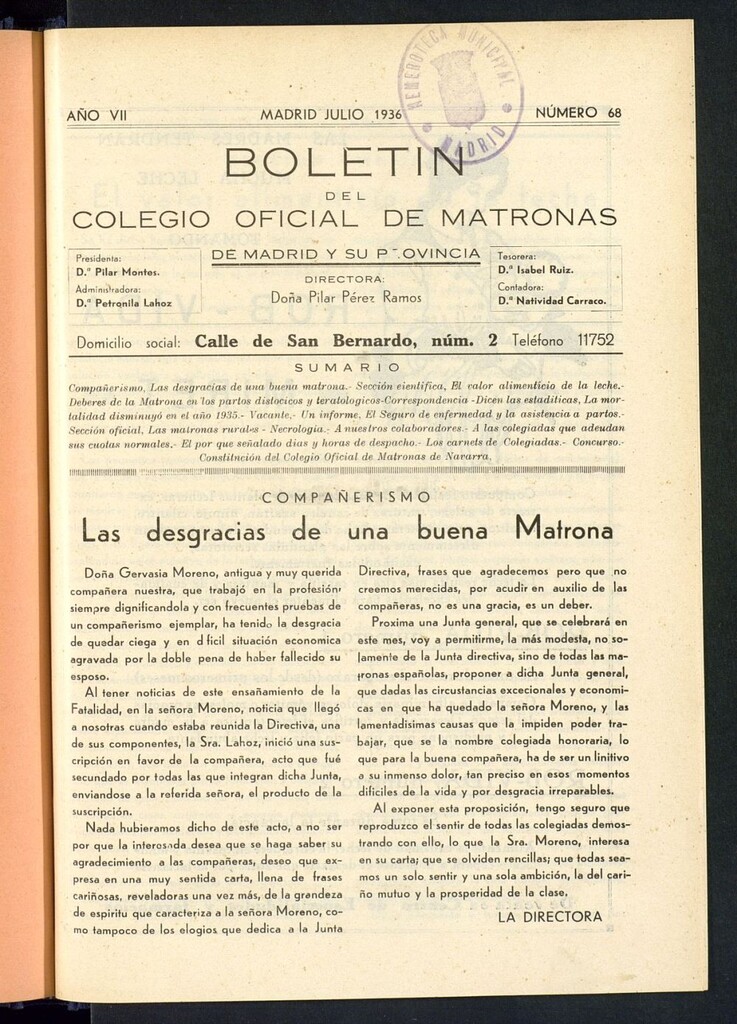 HEMEROTECA MUNICIPAL
MADRID
AÑO VII MADRID JULIO 1936 NÚMERO 68
BOLETIN
DEL
COLEGIO OFICIAL DE MATRONAS
DE MADRID Y SU P OVINCIA
Presidenta:
D.ª Pilar Montes.
Administradora:
D.ª Petronila Lahoz
DIRECTORA:
Doña Pilar Pérez Ramos
Tesorera:
D.ª Isabel Ruiz.
Contadora:
D.ª Natividad Carraco.
Domicilio social: Calle de San Bernardo, núm. 2 Teléfono 11752
SUMARIO
Compañerismo, Las desgracias de una buena matrona.- Sección eientífica, El valor alimenticio de la leche.-
Deberes de la Matrona en los partos distocicos y teratologicos-Correspondencia -Dicen las estadíticas, La mor-
talidad disminuyó en el año 1935.- Vacante.- Un informe, El Seguro de enfermedad y la asistencia a partos.-
Sección oficial, Las matronas rurales - Necrologia.- A nuestros colaboradores.- A las colegiadas que adeudan
sus cuotas normales.- El por que señalado dias y horas de despacho.- Los carnets de Colegiadas.- Concurso.-
Constitnción del Colegio Oficial de Matronas de Navarra.
COMPAÑERISMO
Las desgracias de una buena Matrona
Doña Gervasia Moreno, antigua y muy querida
compañera nuestra, que trabajó en la profesión
siempre dignificandola y con frecuentes pruebas de
un compañerismo ejemplar, ha tenido la desgracia
de quedar ciega y en dificil situación economica
agravada por la doble pena de haber fallecido su
esposo.
Al tener noticias de este ensañamiento de la
Fatalidad, en la señora Moreno, noticia que llegó
a nosotras cuando estaba reunida la Directiva, una
de sus componentes, la Sra. Lahoz, inició una sus-
cripción en favor de la compañera, acto que fué
secundado por todas las que integran dicha Junta,
enviandose a la referida señora, el producto de la
suscripción.
Nada hubieramos dicho de este acto, a no ser
por que la interosada desea que se haga saber su
agradecimiento a las compañeras, deseo que ex-
presa en una muy sentida carta, llena de frases
cariñosas, reveladoras una vez más, de la grandeza
de espiritu que caracteriza a la señora Moreno, co-
mo tampoco de los elogios que dedica a la Junta
Directiva, frases que agradecemos pero que no
creemos merecidas, por acudir en auxilio de las
compañeras, no es una gracia, es un deber.
Proxima una Junta general, que se celebrará en
este mes, voy a permitirme, la más modesta, no so-
lamente de la Junta directiva, sino de todas las ma-
tronas españolas, proponer a dicha Junta general,
que dadas las circustancias excecionales y economi-
cas en que ha quedado la señora Moreno, y las
lamentadisimas causas que la impiden poder tra-
bajar, que se la nombre colegiada honoraria, lo
que para la buena compañera, ha de ser un linitivo
a su inmenso dolor, tan preciso en esos momentos
dificiles de la vida y por desgracia irreparables.
Al exponer esta proposición, tengo seguro que
reproduzco el sentir de todas las colegiadas demos-
trando con ello, lo que la Sra. Moreno, interesa
en su carta; que se olviden rencillas; que todas sea-
mos un solo sentir y una sola ambición, la del cari-
ño mutuo y la prosperidad de la clase.
LA DIRECTORA